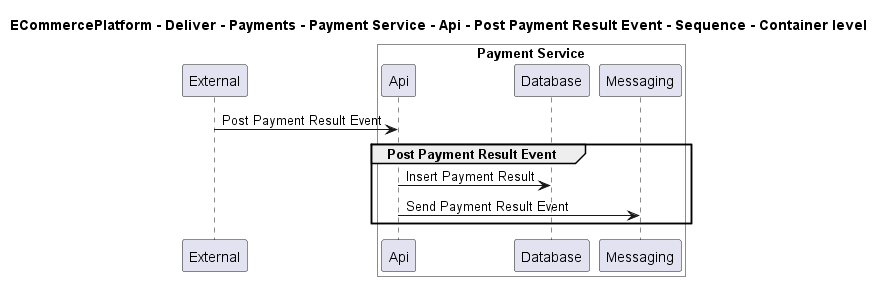 ECommercePlatform - Deliver - Payments - Payment Service - Api - Post Payment Result Event - Sequence - Container level
Payment Service
External
Api
Database
Messaging
Post Payment Result Event
Post Payment Result Event
Insert Payment Result
Send Payment Result Event
External
Api
Database
Messaging